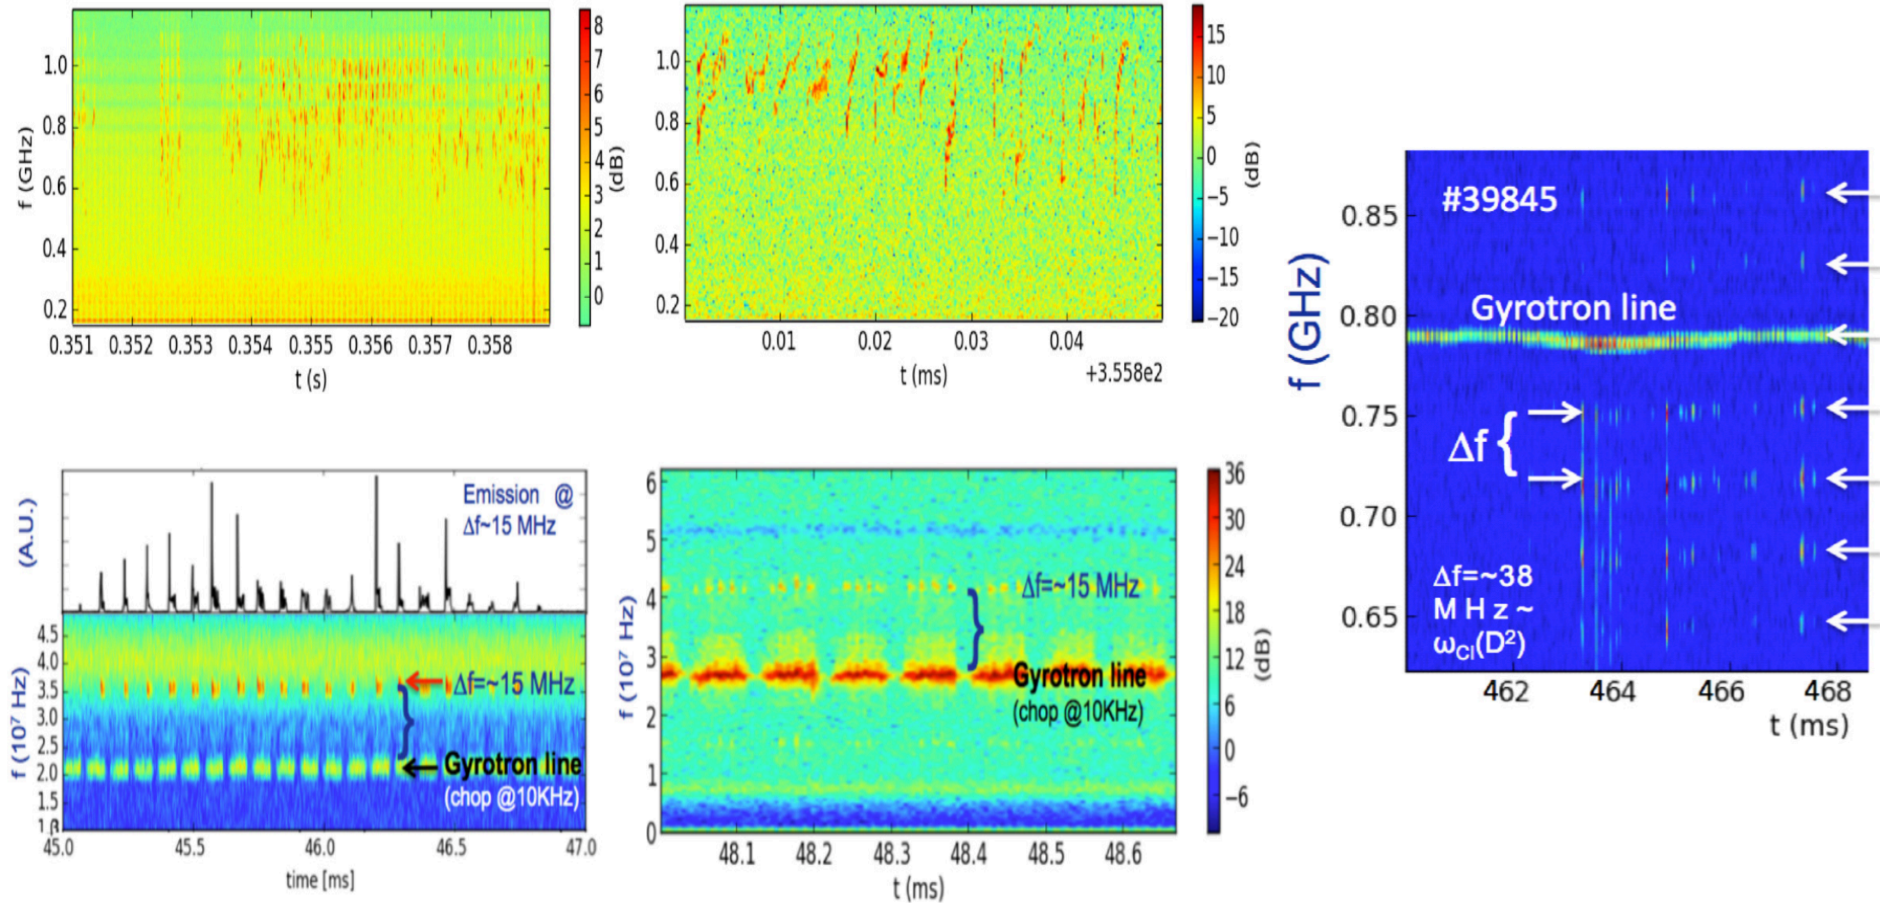 f (GHz)
1.0
0.8
0.6
0.4
0.2
0.351 0.352 0.353 0.354 0.355 0.356 0.357 0.358
t (s)
8
7
6
5
4
3
2
1
0
(dB)
1.0
0.8
0.6
0.4
0.2
0.01 0.02 0.03 0.04
t (ms)
+3.558e2
15
10
5
0
−5
−10
−15
−20
(dB)
(A.U.)
Emission @
Δf~15 MHz
f (10⁷ Hz)
4.5
4.0
3.5
3.0
2.5
2.0
1.5
Δf=~15 MHz
Gyrotron line
(chop @10KHz)
45.0 45.5 46.0 46.5 47.0
time [ms]
f (10⁷ Hz)
6
5
4
3
2
1
0
Δf=~15 MHz
Gyrotron line
(chop @10KHz)
48.1 48.2 48.3 48.4 48.5 48.6
t (ms)
36
30
24
18
12
6
0
−6
(dB)
f (GHz)
0.85
0.80
0.75
0.70
0.65
#39845
Gyrotron line
Δf {
Δf=~38
M H z ~
ω_CI(D²)
462 464 466 468
t (ms)